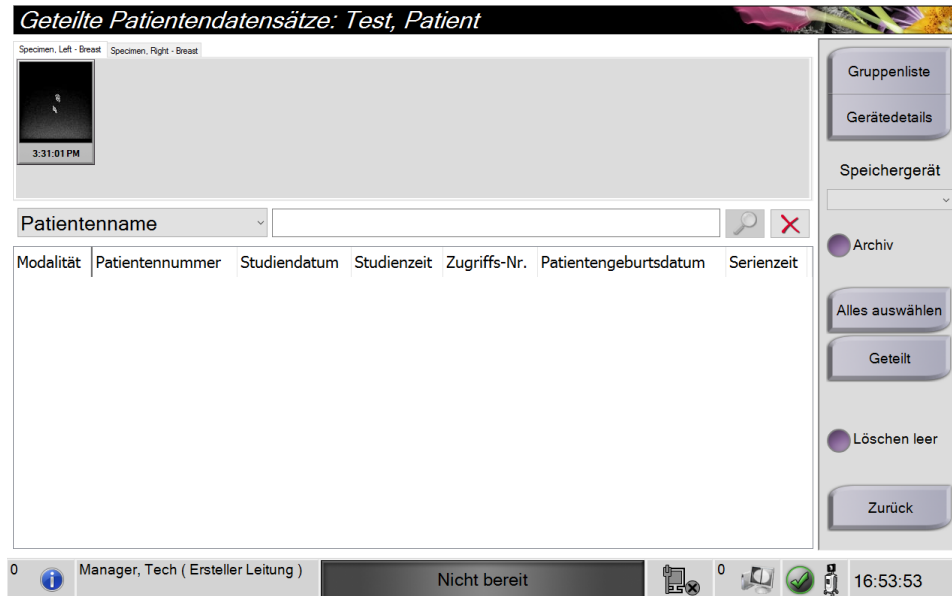 Geteilte Patientendatensätze: Test, Patient
Specimen, Left - Breast Specimen, Right - Breast
3:31:01 PM
Patientenname
Modalität Patientennummer Studiendatum Studienzeit Zugriffs-Nr. Patientengeburtsdatum Serienzeit
Gruppenliste
Gerätedetails
Speichergerät
Archiv
Alles auswählen
Geteilt
Löschen leer
Zurück
0 Manager, Tech ( Ersteller Leitung ) Nicht bereit 0 16:53:53